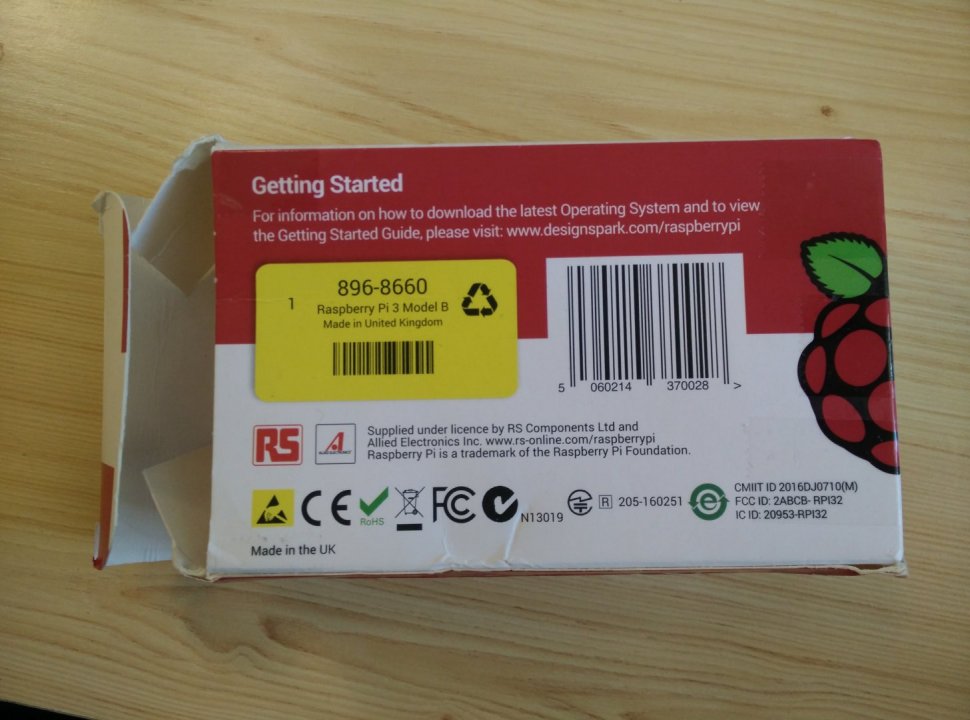 Getting Started
For information on how to download the latest Operating System and to view
the Getting Started Guide, please visit: www.designspark.com/raspberrypi
896-8660
1
Raspberry Pi 3 Model B
Made in United Kingdom
5 060214 370028 >
RS
A
ALLIED ELECTRONICS
Supplied under licence by RS Components Ltd and
Allied Electronics Inc. www.rs-online.com/raspberrypi
Raspberry Pi is a trademark of the Raspberry Pi Foundation.
CE
RoHS
FC
N13019
R 205-160251
e
CMIIT ID 2016DJ0710(M)
FCC ID: 2ABCB- RPI32
IC ID: 20953-RPI32
Made in the UK